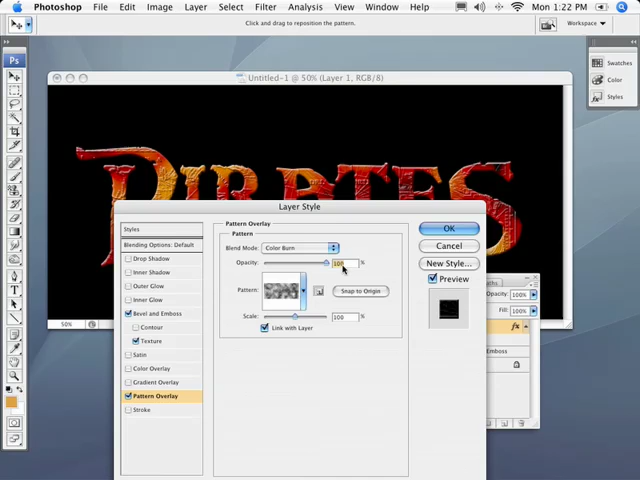 Photoshop File Edit Image Layer Select Filter Analysis View Window Help Mon 1:22 PM
Click and drag to reposition the pattern.
Workspace
Ps
Untitled-1 @ 50% (Layer 1, RGB/8)
Swatches
Color
Styles
PIRATES
50%
Layer Style
Styles
Blending Options: Default
Drop Shadow
Inner Shadow
Outer Glow
Inner Glow
Bevel and Emboss
Contour
Texture
Satin
Color Overlay
Gradient Overlay
Pattern Overlay
Stroke
Pattern Overlay
Pattern
Blend Mode: Color Burn
Opacity: 100 %
Pattern:
Snap to Origin
Scale: 100 %
Link with Layer
OK
Cancel
New Style...
Preview
Opacity: 100%
Fill: 100%
fx